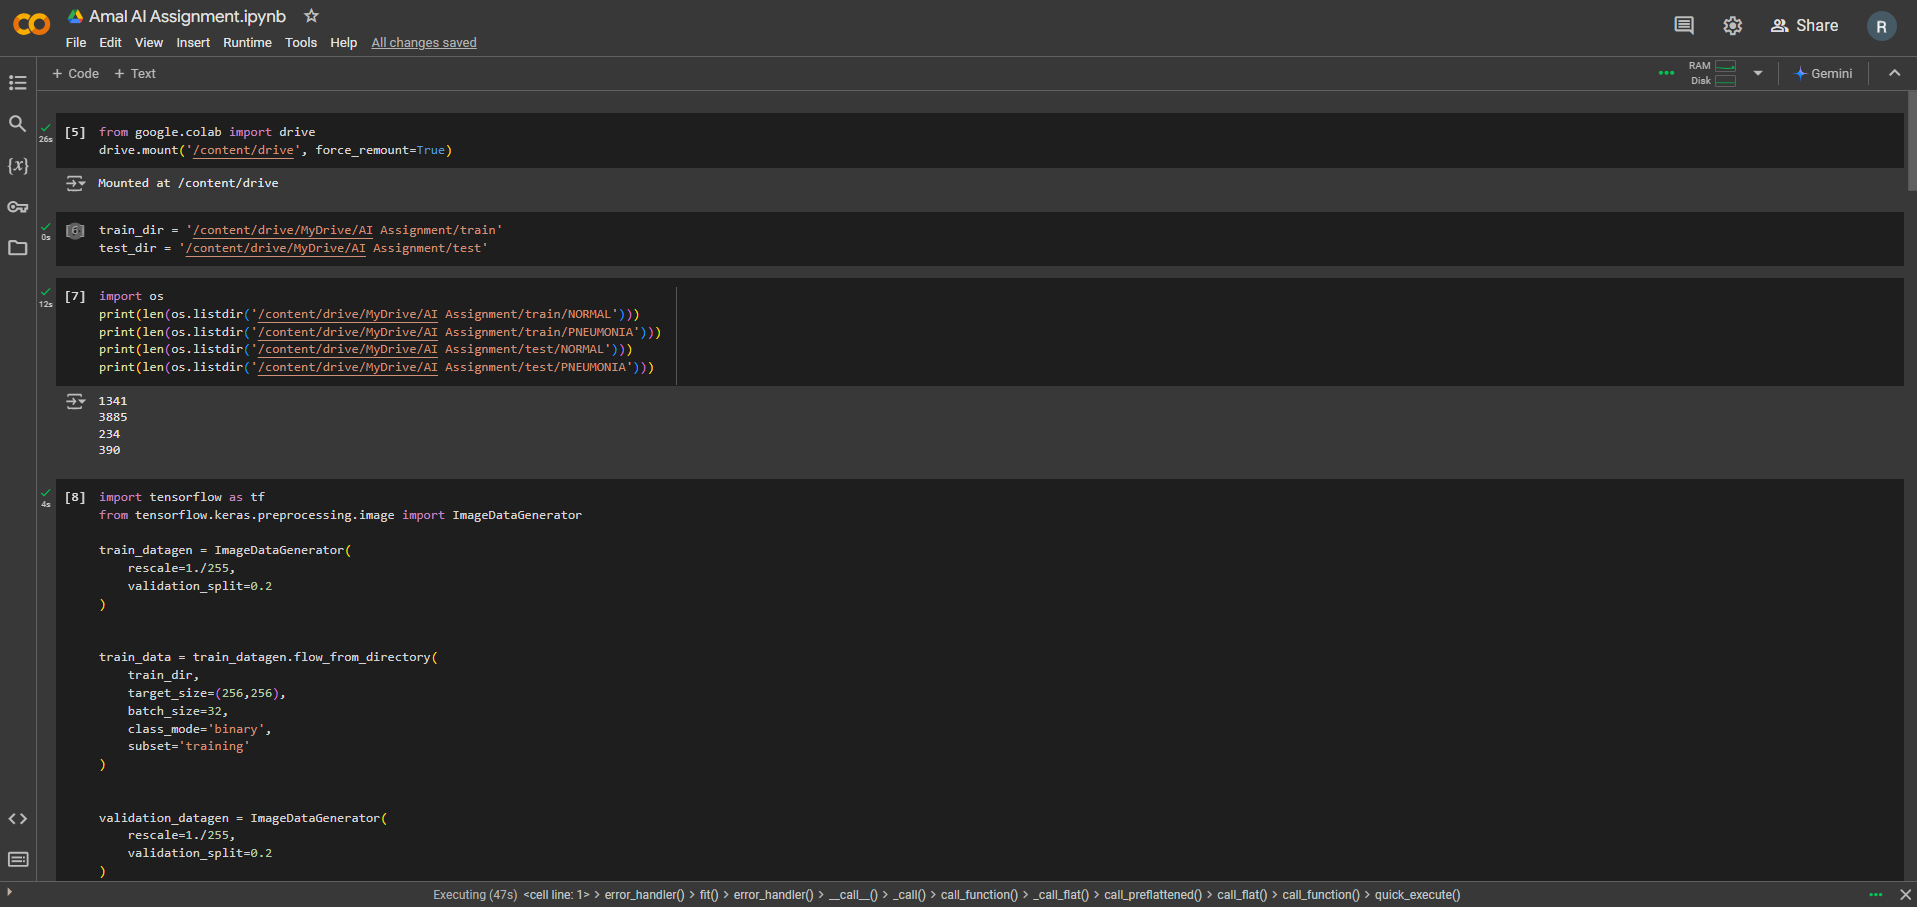 Amal AI Assignment.ipynb
File Edit View Insert Runtime Tools Help All changes saved
Share
R
+ Code + Text
RAM
Disk
Gemini
26s
[5] from google.colab import drive
drive.mount('/content/drive', force_remount=True)
Mounted at /content/drive
0s
train_dir = '/content/drive/MyDrive/AI Assignment/train'
test_dir = '/content/drive/MyDrive/AI Assignment/test'
12s
[7] import os
print(len(os.listdir('/content/drive/MyDrive/AI Assignment/train/NORMAL')))
print(len(os.listdir('/content/drive/MyDrive/AI Assignment/train/PNEUMONIA')))
print(len(os.listdir('/content/drive/MyDrive/AI Assignment/test/NORMAL')))
print(len(os.listdir('/content/drive/MyDrive/AI Assignment/test/PNEUMONIA')))
1341
3885
234
390
4s
[8] import tensorflow as tf
from tensorflow.keras.preprocessing.image import ImageDataGenerator
train_datagen = ImageDataGenerator(
rescale=1./255,
validation_split=0.2
)
train_data = train_datagen.flow_from_directory(
train_dir,
target_size=(256,256),
batch_size=32,
class_mode='binary',
subset='training'
)
validation_datagen = ImageDataGenerator(
rescale=1./255,
validation_split=0.2
)
Executing (47s) <cell line: 1> > error_handler() > fit() > error_handler() > __call__() > _call() > call_function() > _call_flat() > call_preflattened() > call_flat() > call_function() > quick_execute()